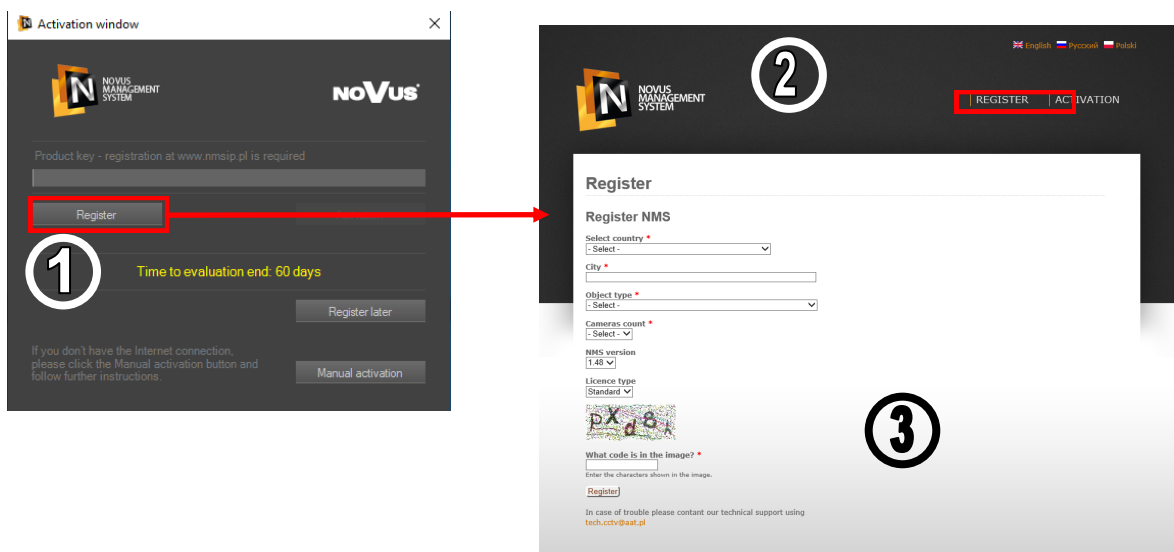 Activation window
NOVUS
MANAGEMENT
SYSTEM
NOVUS
Product key - registration at www.nmsip.pl is required
Register
1
Time to evaluation end: 60 days
Register later
If you don't have the Internet connection,
please click the Manual activation button and
follow further instructions.
Manual activation
2
English Русский Polski
NOVUS
MANAGEMENT
SYSTEM
REGISTER ACTIVATION
Register
Register NMS
Select country *
- Select -
City *
Object type *
- Select -
Cameras count *
- Select -
NMS version
1.48
Licence type
Standard
3
What code is in the image? *
Enter the characters shown in the image.
Register
In case of trouble please contant our technical support using
tech.cctv@aat.pl